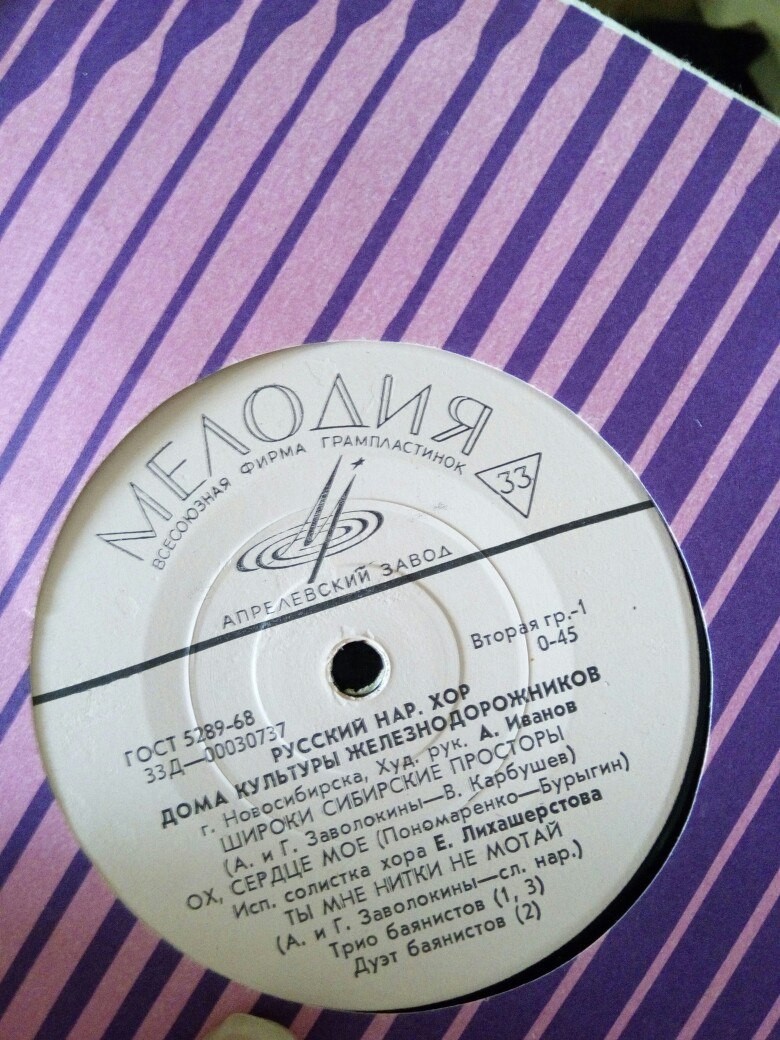 МЕЛОДИЯ
ВСЕСОЮЗНАЯ ФИРМА ГРАМПЛАСТИНОК
33
АПРЕЛЕВСКИЙ ЗАВОД
Вторая гр.-1
0-45
ГОСТ 5289-68
33Д—00030737
РУССКИЙ НАР. ХОР
ДОМА КУЛЬТУРЫ ЖЕЛЕЗНОДОРОЖНИКОВ
г. Новосибирска, Худ. рук. А. Иванов
ШИРОКИ СИБИРСКИЕ ПРОСТОРЫ
(А. и Г. Заволокины—В. Карбушев)
ОХ, СЕРДЦЕ МОЕ (Пономаренко—Бурыгин)
Исп. солистка хора Е. Лихашерстова
ТЫ МНЕ НИТКИ НЕ МОТАЙ
(А. и Г. Заволокины—сл. нар.)
Трио баянистов (1, 3)
Дуэт баянистов (2)